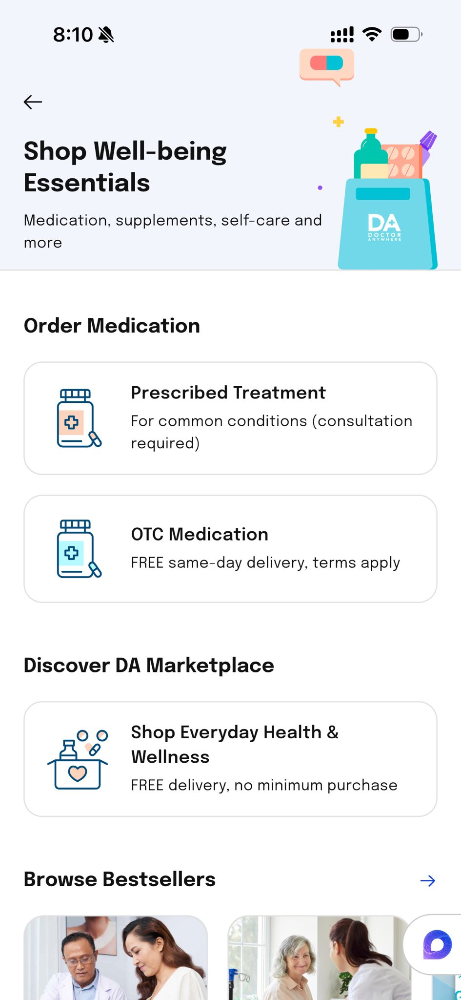 8:10
Shop Well-being
Essentials
Medication, supplements, self-care and
more
DA
DOCTOR
ANYWHERE
Order Medication
Prescribed Treatment
For common conditions (consultation
required)
OTC Medication
FREE same-day delivery, terms apply
Discover DA Marketplace
Shop Everyday Health &
Wellness
FREE delivery, no minimum purchase
Browse Bestsellers